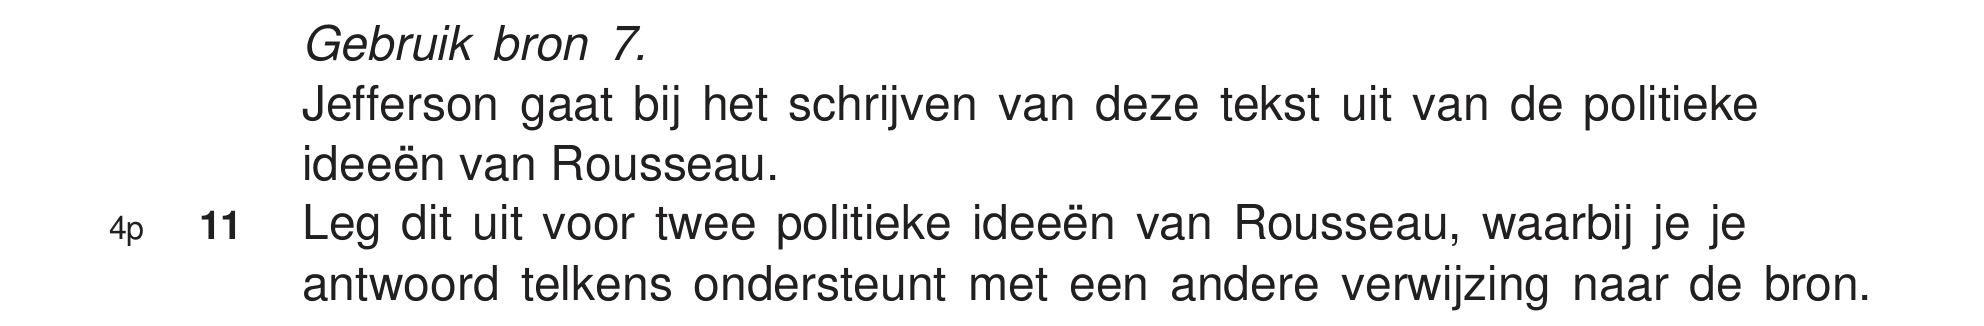 Gebruik bron 7.
Jefferson gaat bij het schrijven van deze tekst uit van de politieke
ideeën van Rousseau.
4p 11 Leg dit uit voor twee politieke ideeën van Rousseau, waarbij je je
antwoord telkens ondersteunt met een andere verwijzing naar de bron.